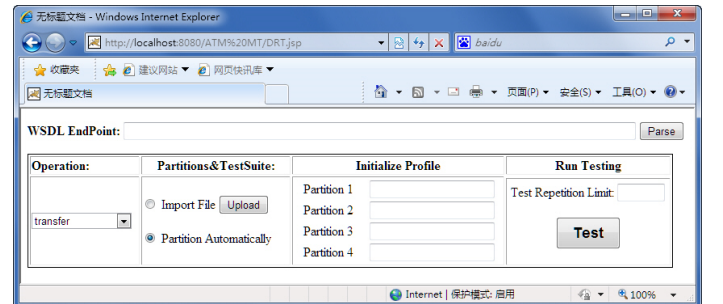 无标题文档 - Windows Internet Explorer
http://localhost:8080/ATM%20MT/DRT.jsp
baidu
收藏夹 建议网站 网页快讯库
无标题文档 页面(P) 安全(S) 工具(O)
WSDL EndPoint: Parse
Operation: Partitions&TestSuite: Initialize Profile Run Testing
transfer
Import File Upload
Partition Automatically
Partition 1
Partition 2
Partition 3
Partition 4
Test Repetition Limit:
Test
Internet | 保护模式: 启用 100%